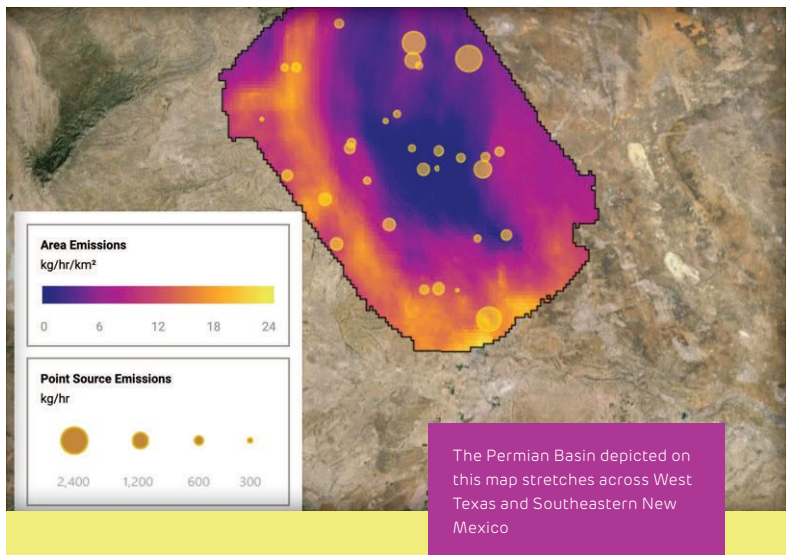 Area Emissions
kg/hr/km²
0 6 12 18 24
Point Source Emissions
kg/hr
2,400 1,200 600 300
The Permian Basin depicted on
this map stretches across West
Texas and Southeastern New
Mexico